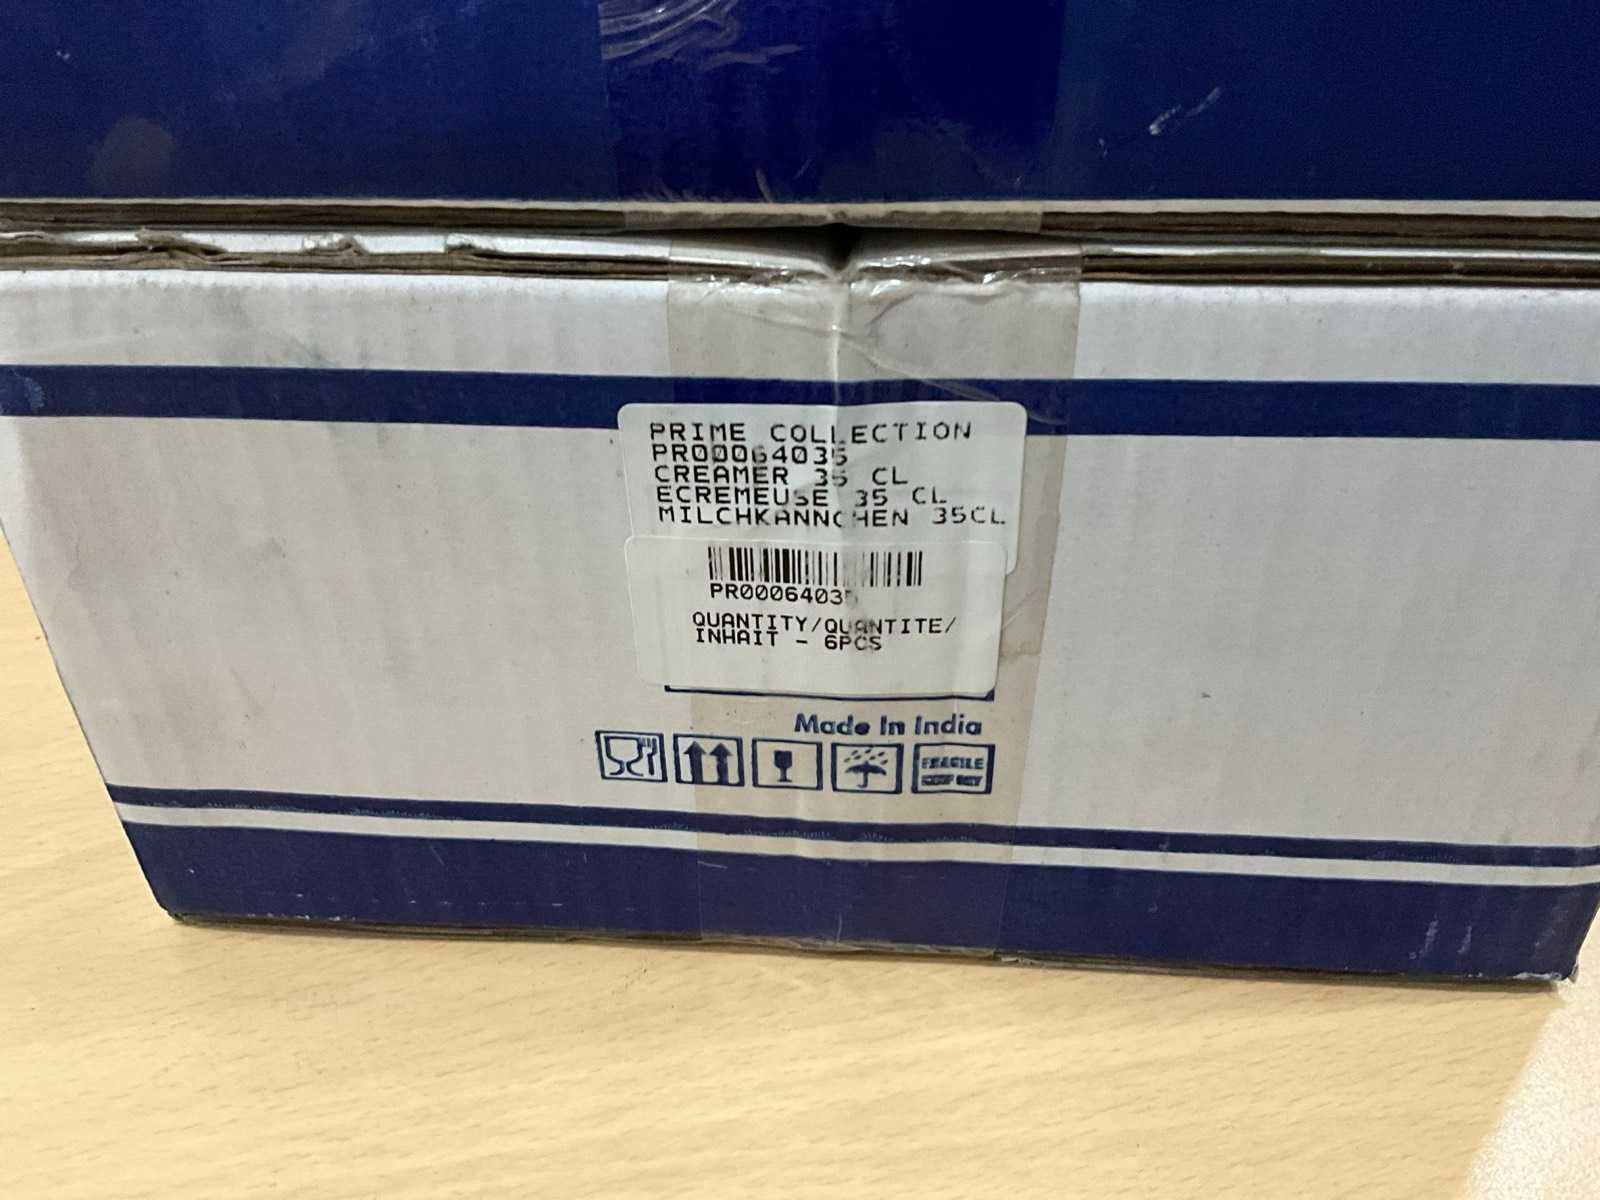 PRIME COLLECTION
PR00064035
CREAMER 35 CL
ECREMEUSE 35 CL
MILCHKANNCHEN 35CL
PR00064035
QUANTITY/QUANTITE/
INHAIT - 6PCS
Made In India
FRAGILE